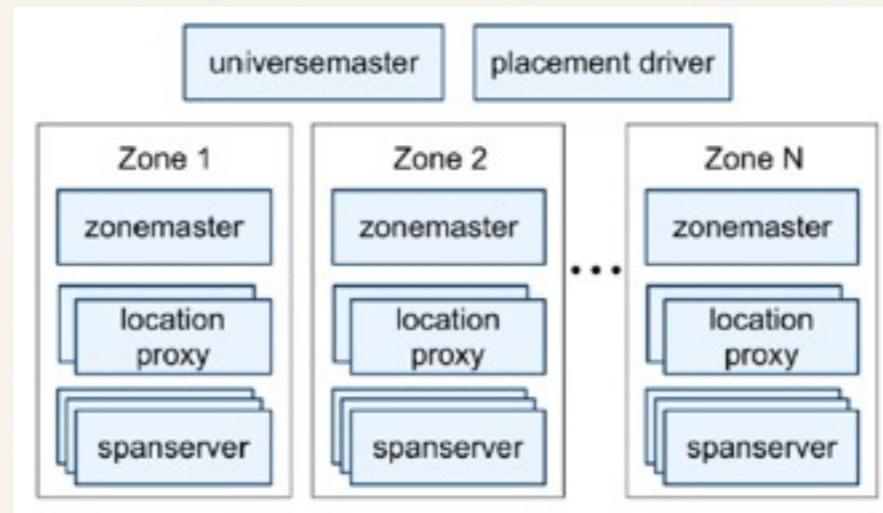 universemaster
placement driver
Zone 1
zonemaster
location
proxy
spanserver
Zone 2
zonemaster
location
proxy
spanserver
...
Zone N
zonemaster
location
proxy
spanserver